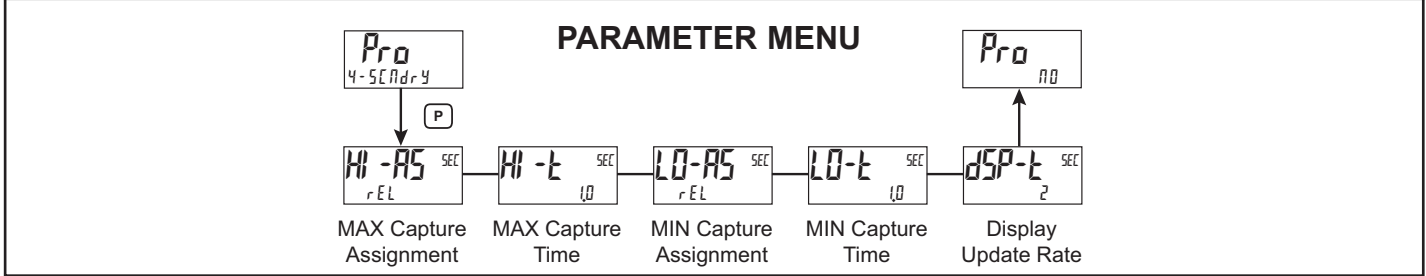 PARAMETER MENU
Pro
4-SCNdrY
P
Pro
NO
HI-AS SEC
rEL
HI-t SEC
1.0
LO-AS SEC
rEL
LO-t SEC
1.0
dSP-t SEC
2
MAX Capture
Assignment
MAX Capture
Time
MIN Capture
Assignment
MIN Capture
Time
Display
Update Rate